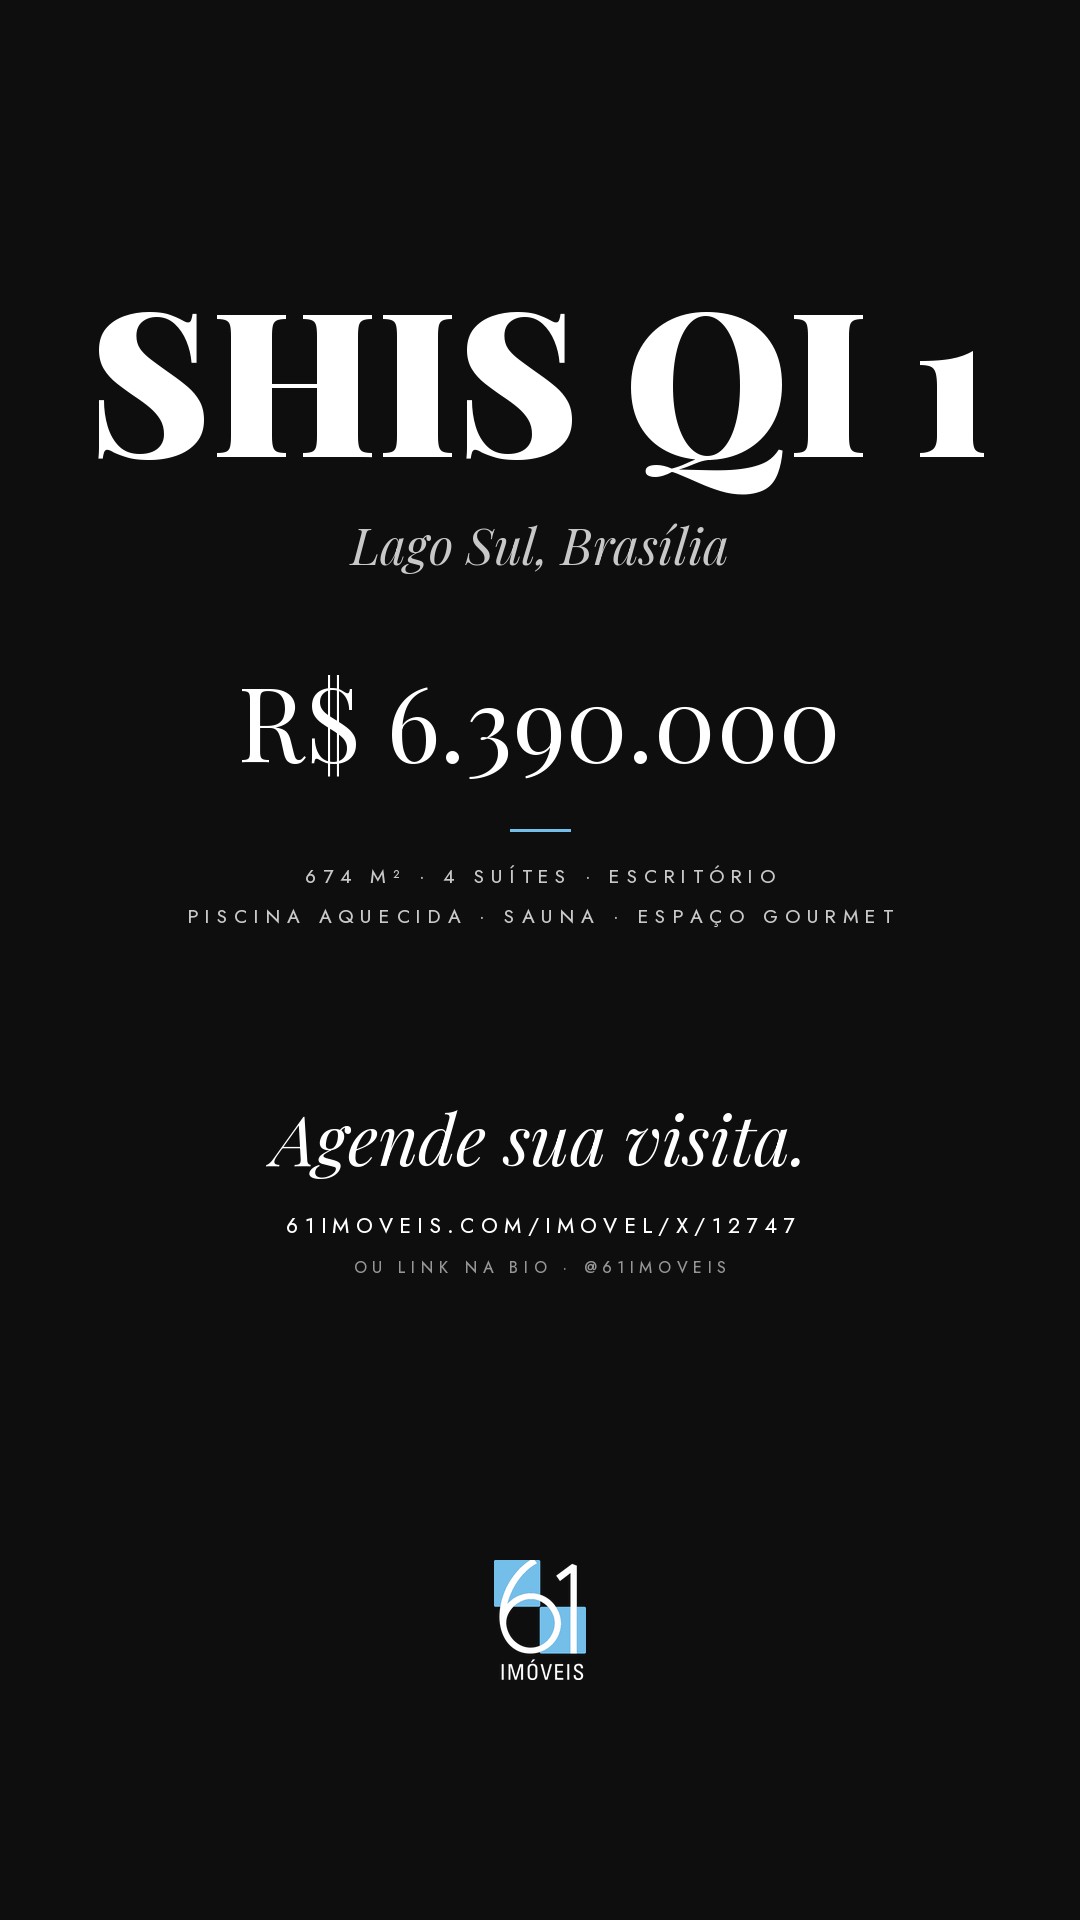 SHIS QI 1
Lago Sul, Brasília
R$ 6.390.000
674 M² · 4 SUÍTES · ESCRITÓRIO
PISCINA AQUECIDA · SAUNA · ESPAÇO GOURMET
Agende sua visita.
61IMOVEIS.COM/IMOVEL/X/12747
OU LINK NA BIO · @61IMOVEIS
61
IMÓVEIS